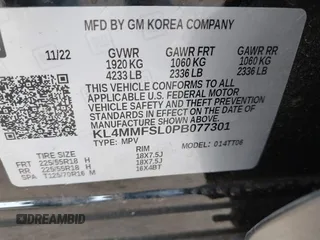 MFD BY GM KOREA COMPANY
11/22 GVWR GAWR FRT GAWR RR
1920 KG 1060 KG 1060 KG
4233 LB 2336 LB 2336 LB
THIS VEHICLE CONFORMS TO ALL
APPLICABLE U.S. FEDERAL MOTOR
VEHICLE SAFETY, BUMPER, AND THEFT
PREVENTION STANDARDS IN EFFECT ON
THE DATE OF MANUFACTURE SHOWN ABOVE.
KL4MMFSL0PB077301
TYPE: MPV MODEL: 014TT06
TIRE SIZE RIM
FRT 225/55R18 H 18X7.5J
RR 225/55R18 H 18X7.5J
SPA T125/70R16 M 16X4BT
DREAMBID